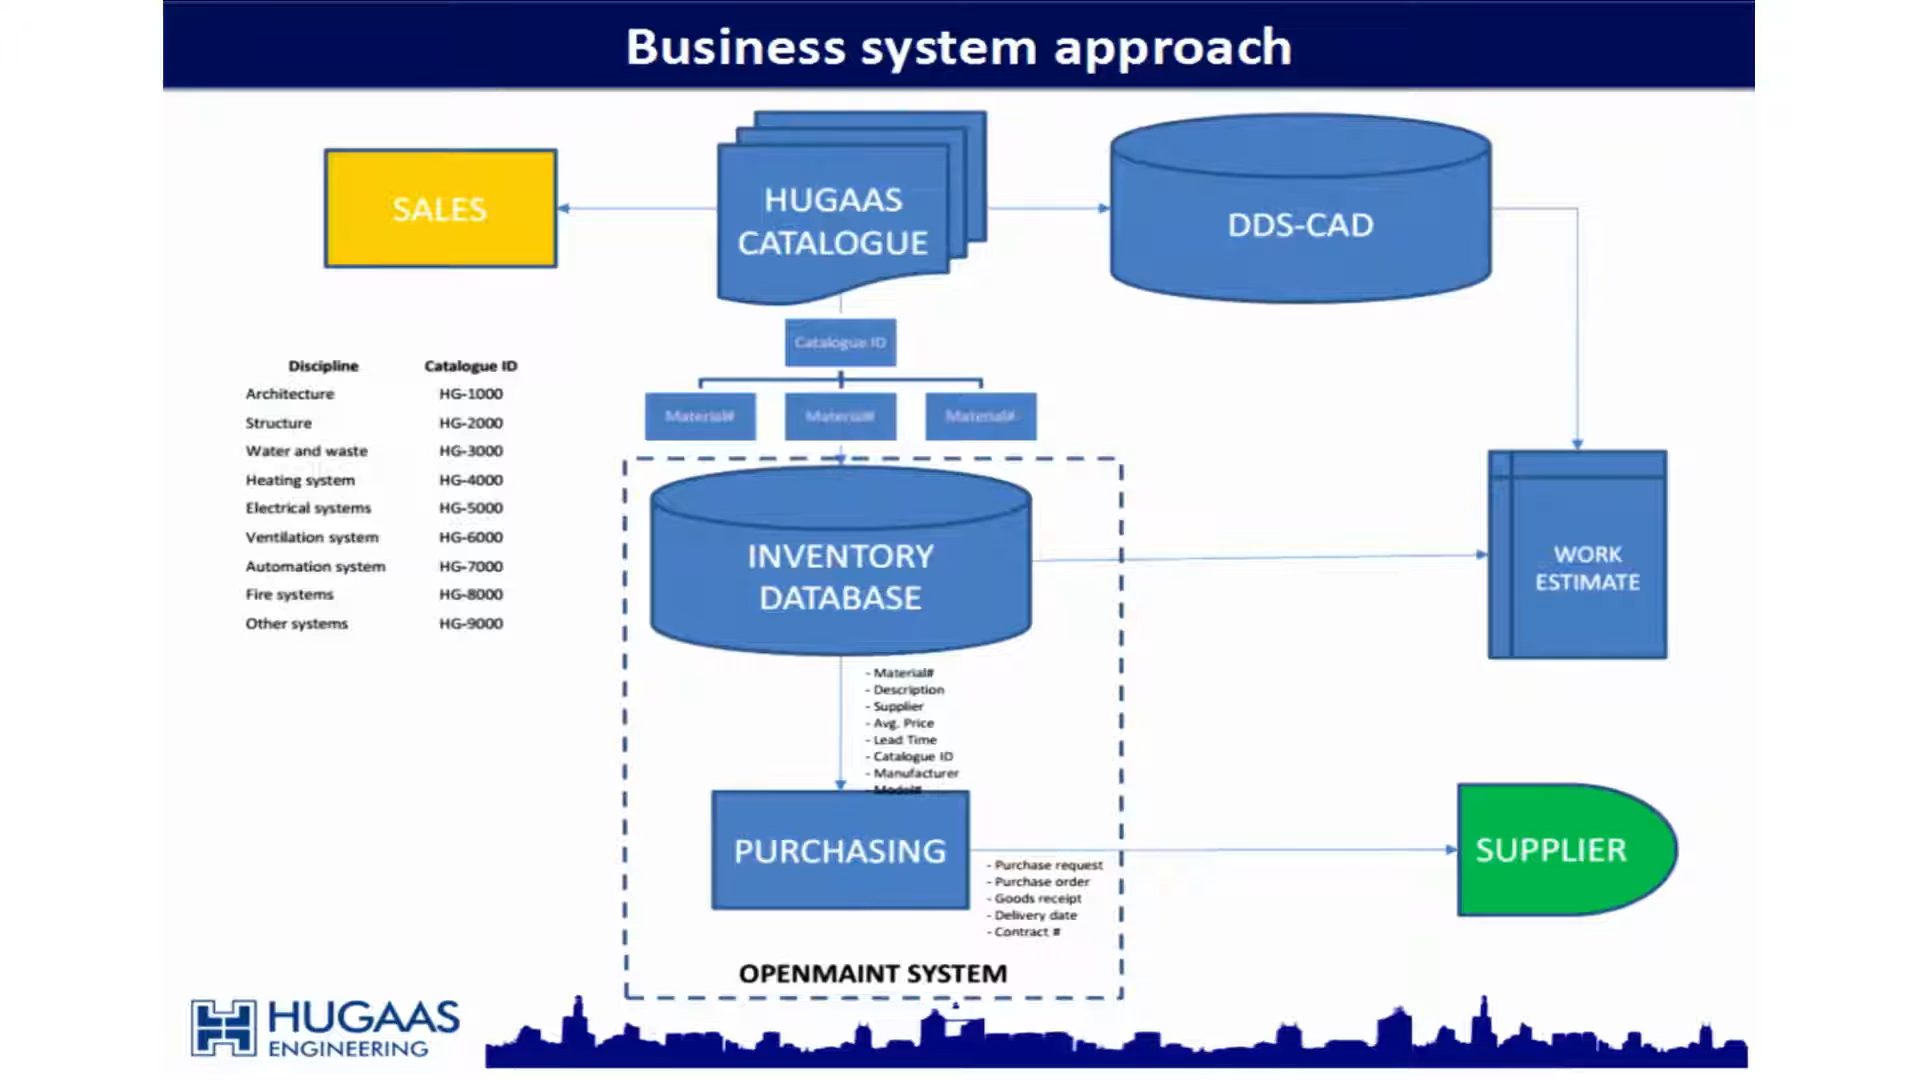 Business system approach
SALES
HUGAAS
CATALOGUE
DDS-CAD
Catalogue ID
Material#
Material#
Material#
Discipline Catalogue ID
Architecture HG-1000
Structure HG-2000
Water and waste HG-3000
Heating system HG-4000
Electrical systems HG-5000
Ventilation system HG-6000
Automation system HG-7000
Fire systems HG-8000
Other systems HG-9000
INVENTORY
DATABASE
WORK
ESTIMATE
- Material#
- Description
- Supplier
- Avg. Price
- Lead Time
- Catalogue ID
- Manufacturer
- Model#
PURCHASING
SUPPLIER
- Purchase request
- Purchase order
- Goods receipt
- Delivery date
- Contract #
OPENMAINT SYSTEM
HUGAAS
ENGINEERING